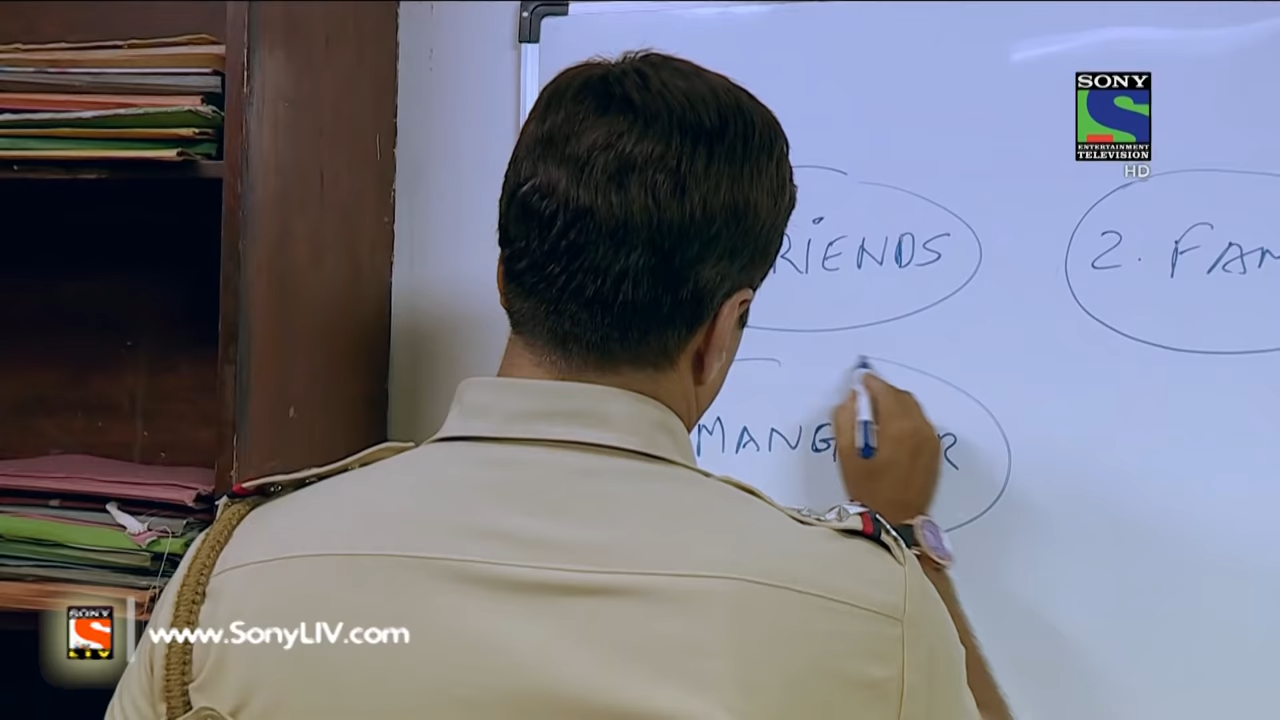 SONY
ENTERTAINMENT
TELEVISION
HD
RIENDS
2. FAM
MANG R
SONY
LIV
www.SonyLIV.com